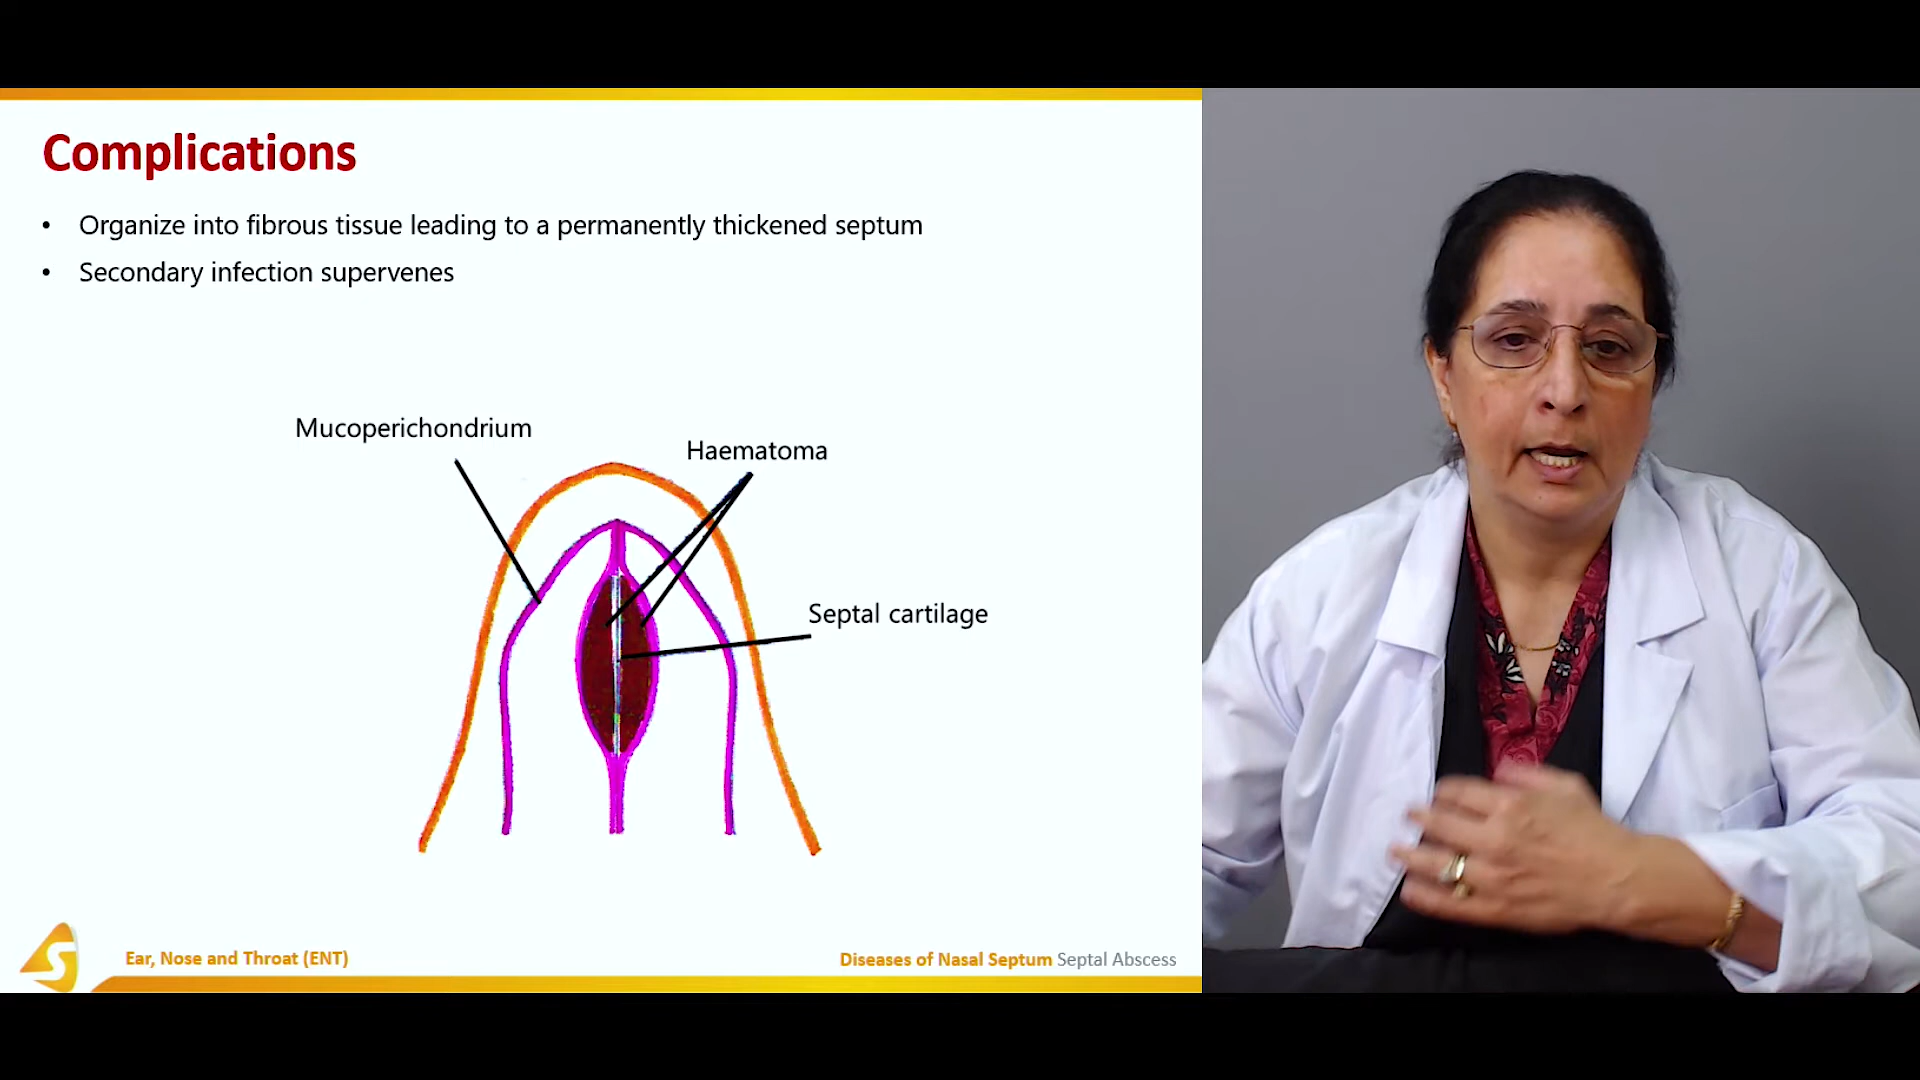 Complications
• Organize into fibrous tissue leading to a permanently thickened septum
• Secondary infection supervenes
Mucoperichondrium
Haematoma
Septal cartilage
S
Ear, Nose and Throat (ENT)
Diseases of Nasal Septum Septal Abscess